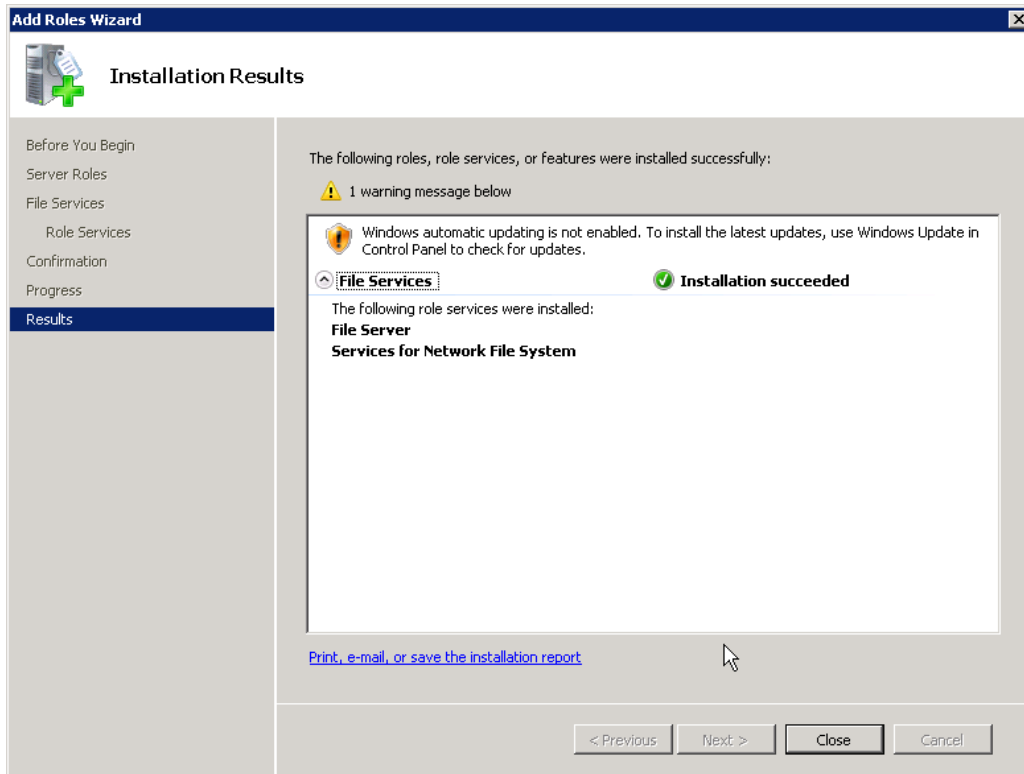 Add Roles Wizard
Installation Results
Before You Begin
Server Roles
File Services
Role Services
Confirmation
Progress
Results
The following roles, role services, or features were installed successfully:
1 warning message below
Windows automatic updating is not enabled. To install the latest updates, use Windows Update in
Control Panel to check for updates.
File Services
Installation succeeded
The following role services were installed:
File Server
Services for Network File System
Print, e-mail, or save the installation report
< Previous
Next >
Close
Cancel